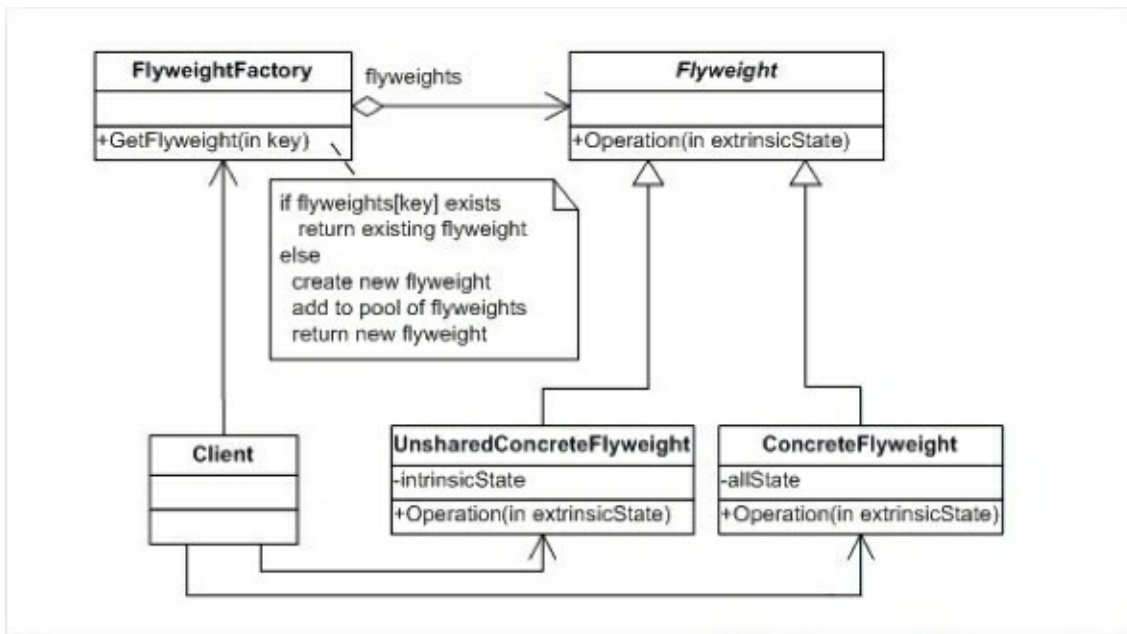 FlyweightFactory
+GetFlyweight(in key)
flyweights
Flyweight
+Operation(in extrinsicState)
if flyweights[key] exists
return existing flyweight
else
create new flyweight
add to pool of flyweights
return new flyweight
Client
UnsharedConcreteFlyweight
-intrinsicState
+Operation(in extrinsicState)
ConcreteFlyweight
-allState
+Operation(in extrinsicState)